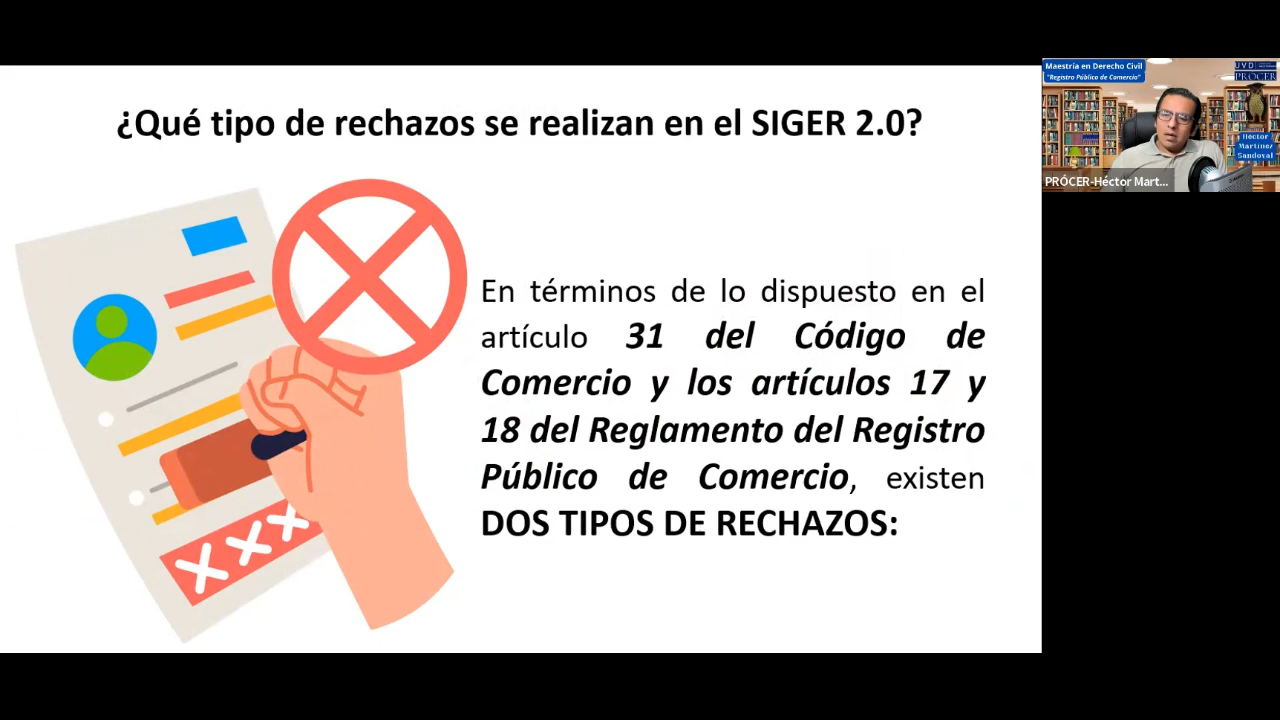 ¿Qué tipo de rechazos se realizan en el SIGER 2.0?
En términos de lo dispuesto en el
artículo 31 del Código de
Comercio y los artículos 17 y
18 del Reglamento del Registro
Público de Comercio, existen
DOS TIPOS DE RECHAZOS:
Maestría en Derecho Civil
"Registro Público de Comercio"
UVD
PRÓCER
Héctor
Martínez
Sandoval
PRÓCER-Héctor Mart...